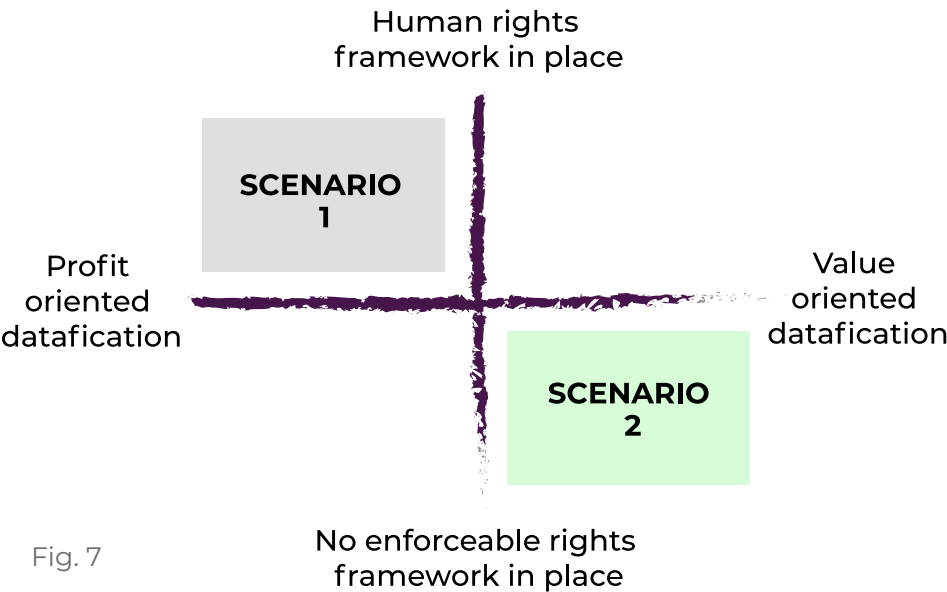 Human rights
framework in place
SCENARIO
1
Profit
oriented
datafication
Value
oriented
datafication
SCENARIO
2
No enforceable rights
framework in place
Fig. 7